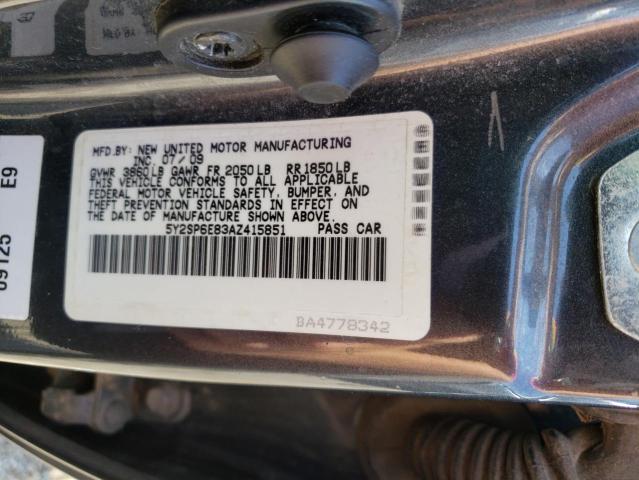 MFD.BY: NEW UNITED MOTOR MANUFACTURING
INC. 07/09
GVWR 3860LB GAWR FR 2050LB RR1850LB
THIS VEHICLE CONFORMS TO ALL APPLICABLE
FEDERAL MOTOR VEHICLE SAFETY, BUMPER, AND
THEFT PREVENTION STANDARDS IN EFFECT ON
THE DATE OF MANUFACTURE SHOWN ABOVE.
5Y2SP6E83AZ415851 PASS CAR
BA4778342
09125 E9